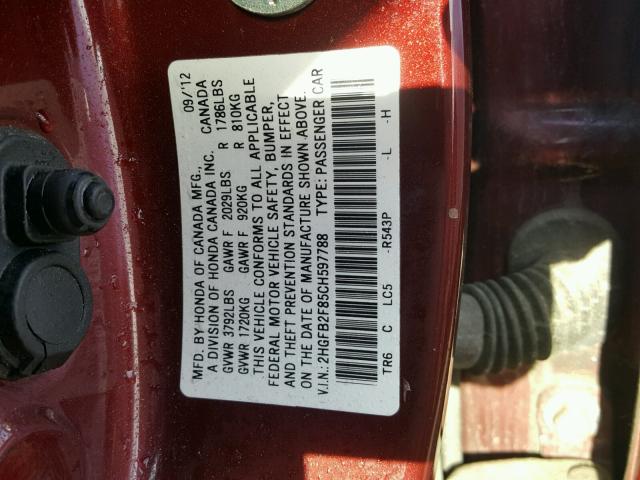 MFD. BY HONDA OF CANADA MFG., 09/'12
A DIVISION OF HONDA CANADA INC., CANADA
GVWR 3792LBS GAWR F 2029LBS R 1786LBS
GVWR 1720KG GAWR F 920KG R 810KG
THIS VEHICLE CONFORMS TO ALL APPLICABLE
FEDERAL MOTOR VEHICLE SAFETY, BUMPER,
AND THEFT PREVENTION STANDARDS IN EFFECT
ON THE DATE OF MANUFACTURE SHOWN ABOVE.
V.I.N.: 2HGFB2F85CH597788 TYPE: PASSENGER CAR
TR6 C LC5 -R543P -L -H